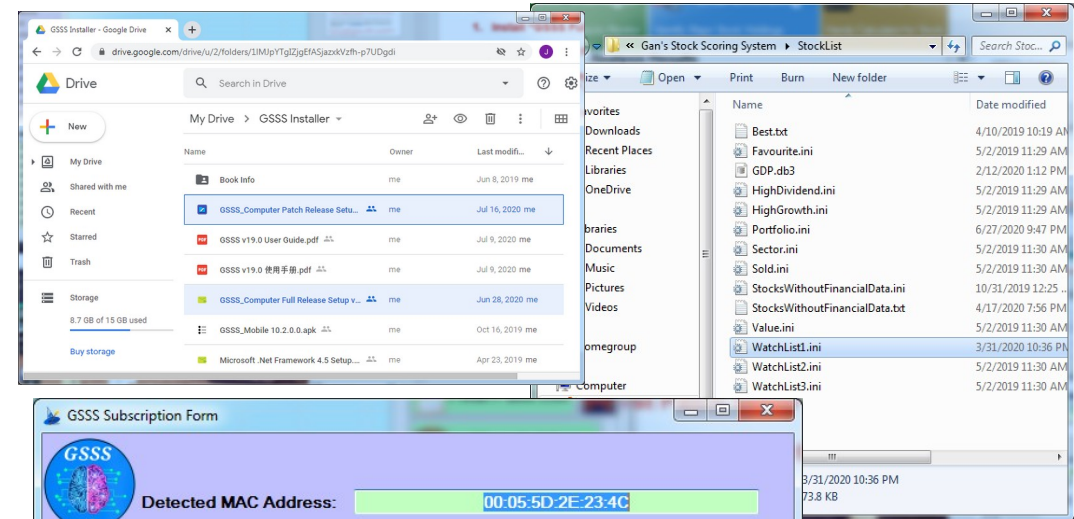 GSSS Installer - Google Drive
drive.google.com/drive/u/2/folders/1IMJpYTgIZjgEfASjazxkVzfh-p7UDgdi
J
Drive
Search in Drive
New
My Drive > GSSS Installer
Name Owner Last modifi...
My Drive
Shared with me
Recent
Starred
Trash
Storage
8.7 GB of 15 GB used
Buy storage
Book Info me Jun 8, 2019 me
GSSS_Computer Patch Release Setu... me Jul 16, 2020 me
PDF GSSS v19.0 User Guide.pdf me Jul 9, 2020 me
PDF GSSS v19.0 使用手册.pdf me Jul 9, 2020 me
GSSS_Computer Full Release Setup v... me Jun 28, 2020 me
GSSS_Mobile 10.2.0.0.apk me Oct 16, 2019 me
Microsoft .Net Framework 4.5 Setup.... me Apr 23, 2019 me
« Gan's Stock Scoring System StockList
Search Stoc...
ize Open Print Burn New folder
vorites
Downloads
Recent Places
Libraries
OneDrive
braries
Documents
Music
Pictures
Videos
omegroup
Computer
Name Date modified
Best.txt 4/10/2019 10:19 AM
Favourite.ini 5/2/2019 11:29 AM
GDP.db3 2/12/2020 1:12 PM
HighDividend.ini 5/2/2019 11:29 AM
HighGrowth.ini 5/2/2019 11:29 AM
Portfolio.ini 6/27/2020 9:47 PM
Sector.ini 5/2/2019 11:30 AM
Sold.ini 5/2/2019 11:30 AM
StocksWithoutFinancialData.ini 10/31/2019 12:25 ...
StocksWithoutFinancialData.txt 4/17/2020 7:56 PM
Value.ini 5/2/2019 11:30 AM
WatchList1.ini 3/31/2020 10:36 PM
WatchList2.ini 5/2/2019 11:30 AM
WatchList3.ini 5/2/2019 11:30 AM
3/31/2020 10:36 PM
73.8 KB
GSSS Subscription Form
GSSS
Detected MAC Address: 00:05:5D:2E:23:4C